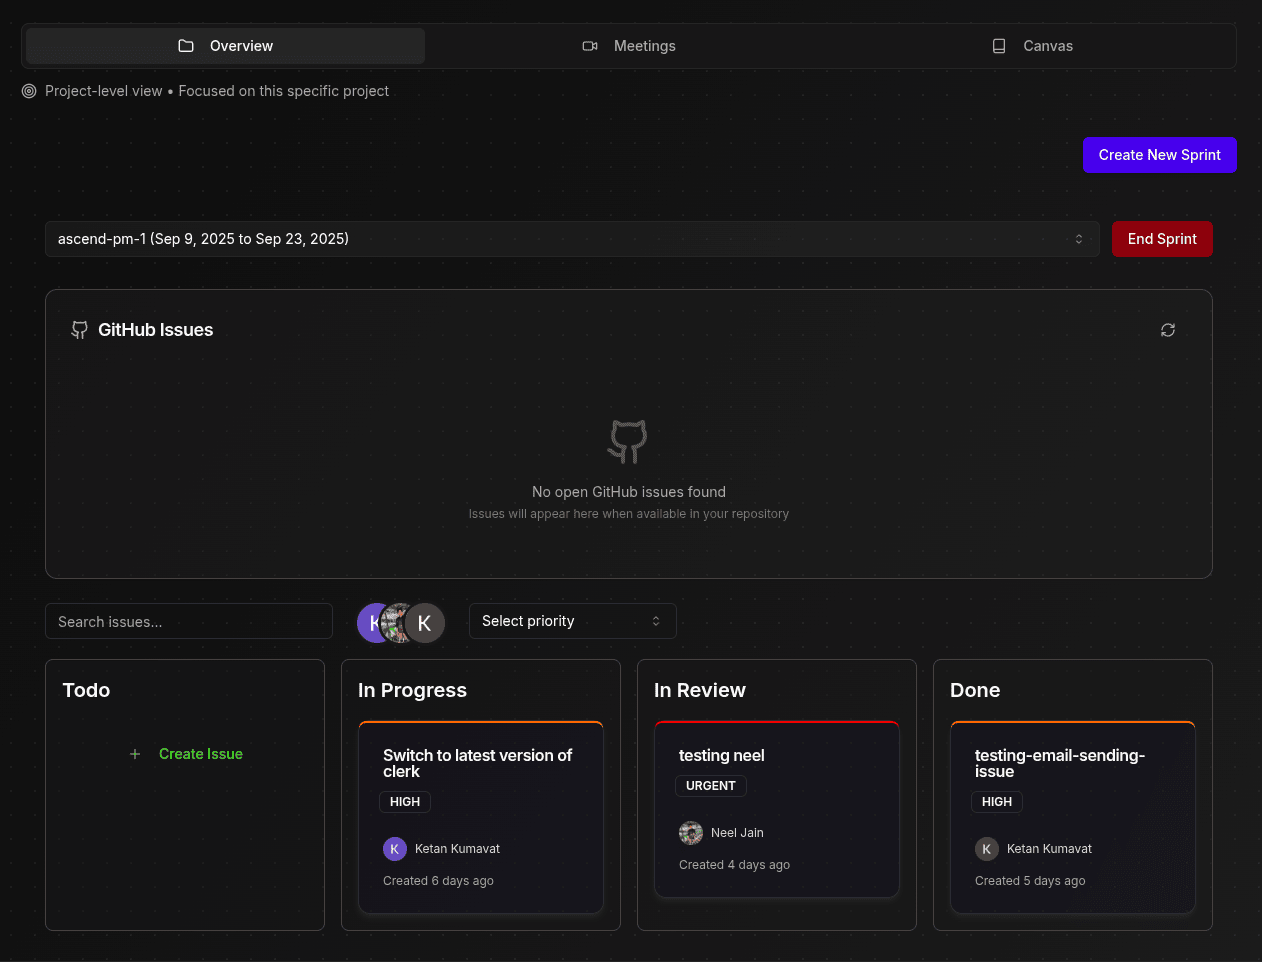 Overview
Meetings
Canvas
Project-level view • Focused on this specific project
Create New Sprint
ascend-pm-1 (Sep 9, 2025 to Sep 23, 2025)
End Sprint
GitHub Issues
No open GitHub issues found
Issues will appear here when available in your repository
Search issues...
K
K
Select priority
Todo
Create Issue
In Progress
Switch to latest version of
clerk
HIGH
K
Ketan Kumavat
Created 6 days ago
In Review
testing neel
URGENT
Neel Jain
Created 4 days ago
Done
testing-email-sending-
issue
HIGH
K
Ketan Kumavat
Created 5 days ago